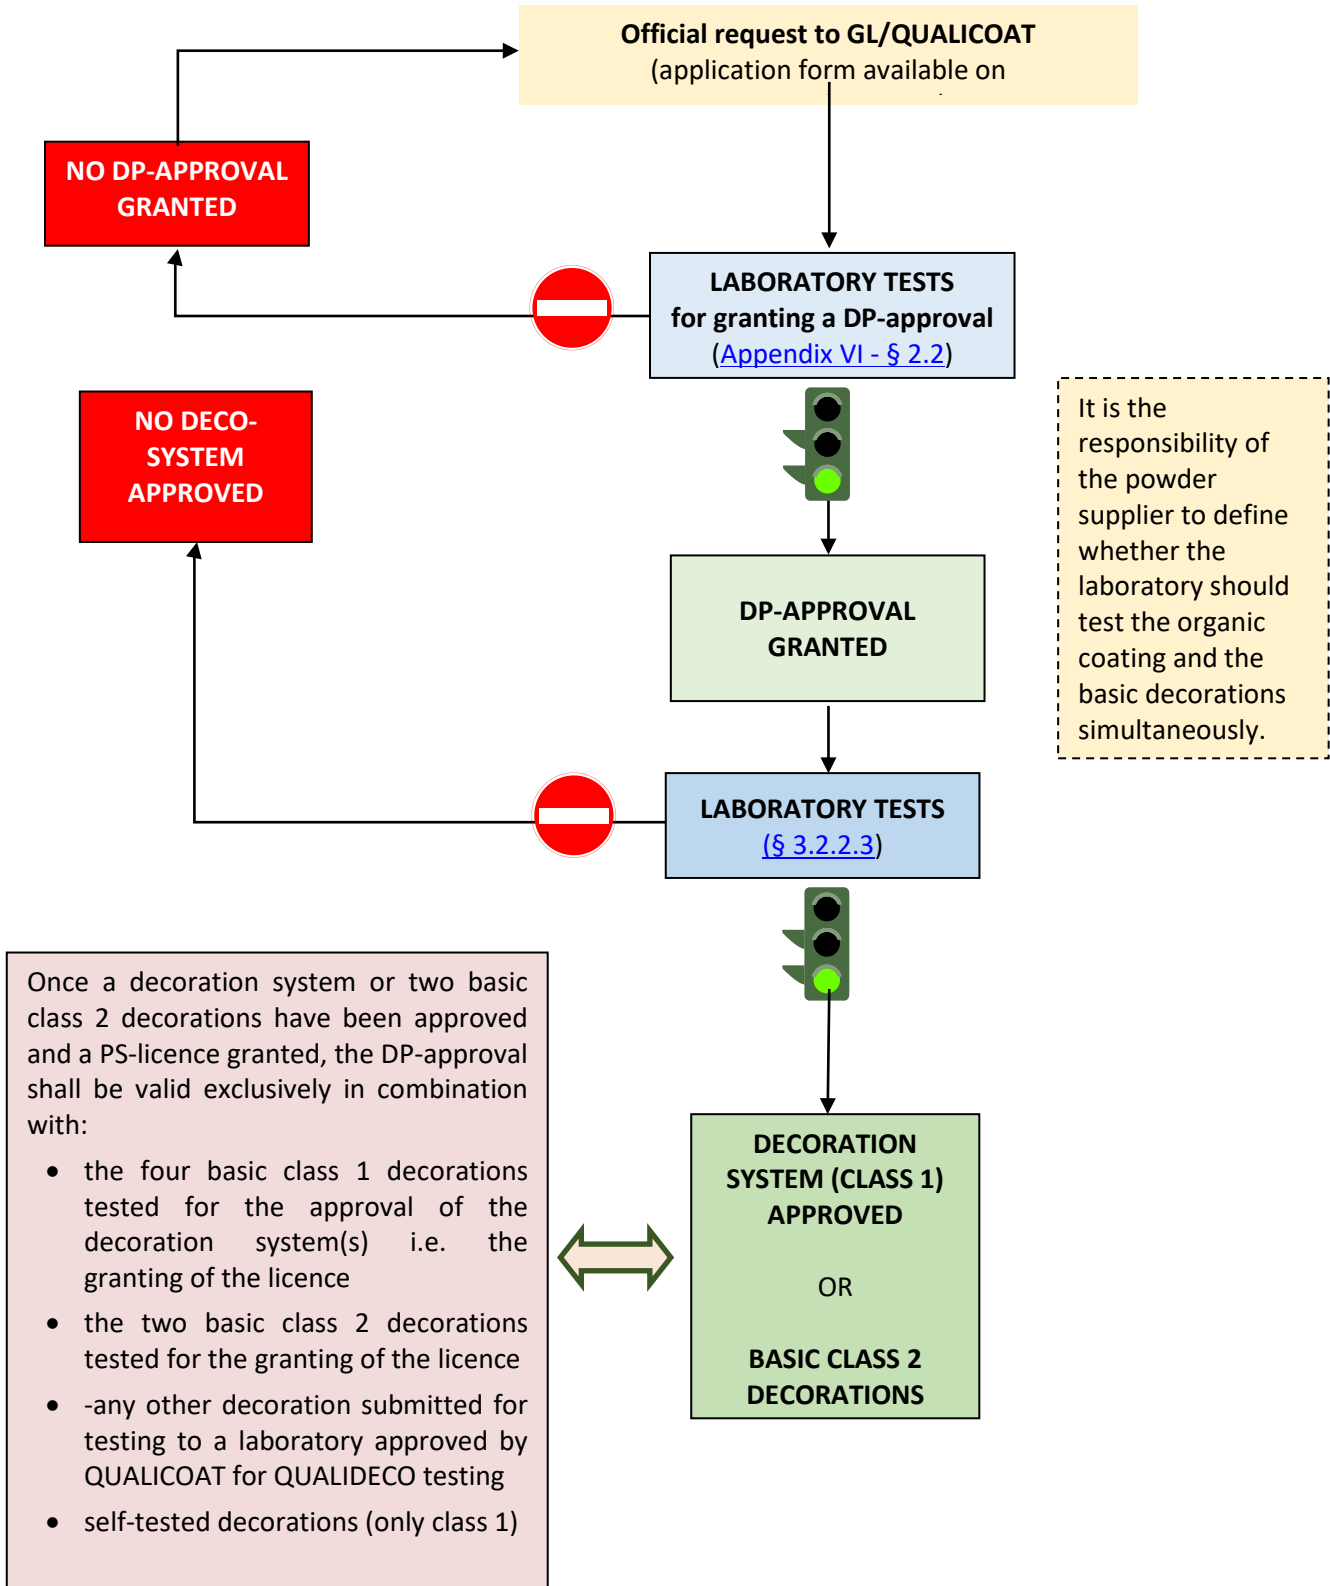 Official request to GL/QUALICOAT
(application form available on
NO DP-APPROVAL
GRANTED
LABORATORY TESTS
for granting a DP-approval
(Appendix VI - § 2.2)
NO DECO-
SYSTEM
APPROVED
It is the
responsibility of
the powder
supplier to define
whether the
laboratory should
test the organic
coating and the
basic decorations
simultaneously.
DP-APPROVAL
GRANTED
LABORATORY TESTS
(§ 3.2.2.3)
Once a decoration system or two basic
class 2 decorations have been approved
and a PS-licence granted, the DP-approval
shall be valid exclusively in combination
with:
• the four basic class 1 decorations
tested for the approval of the
decoration system(s) i.e. the
granting of the licence
• the two basic class 2 decorations
tested for the granting of the licence
• -any other decoration submitted for
testing to a laboratory approved by
QUALICOAT for QUALIDECO testing
• self-tested decorations (only class 1)
DECORATION
SYSTEM (CLASS 1)
APPROVED
OR
BASIC CLASS 2
DECORATIONS